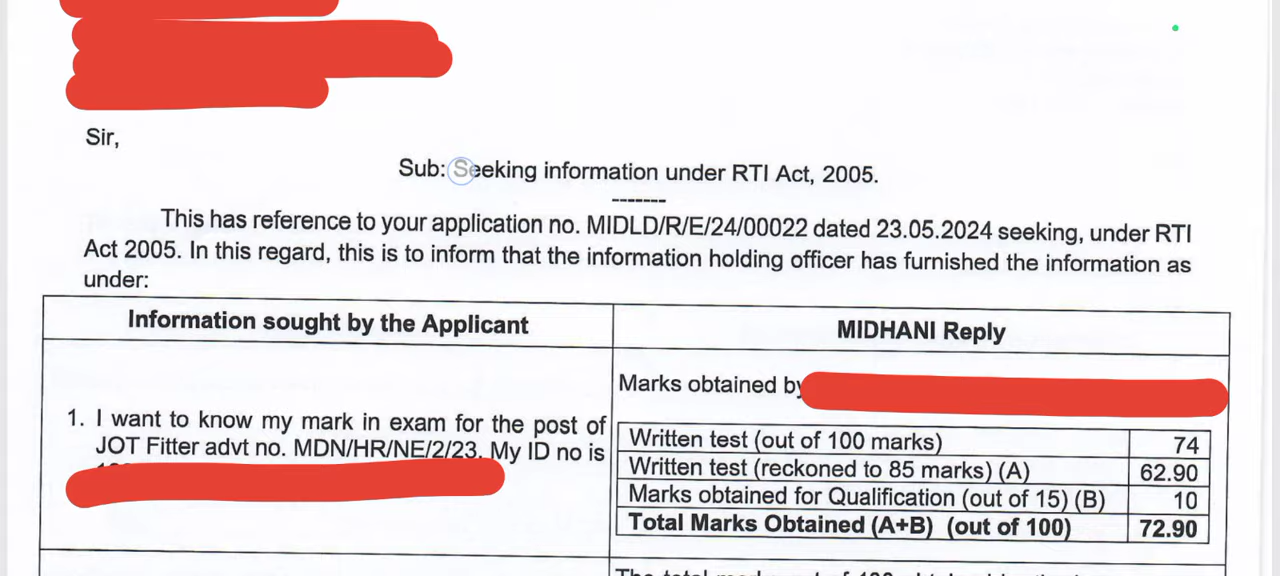 Sir,
Sub: Seeking information under RTI Act, 2005.
-------
This has reference to your application no. MIDLD/R/E/24/00022 dated 23.05.2024 seeking, under RTI
Act 2005. In this regard, this is to inform that the information holding officer has furnished the information as
under:
Information sought by the Applicant
MIDHANI Reply
1. I want to know my mark in exam for the post of
JOT Fitter advt no. MDN/HR/NE/2/23. My ID no is
Marks obtained by
Written test (out of 100 marks) 74
Written test (reckoned to 85 marks) (A) 62.90
Marks obtained for Qualification (out of 15) (B) 10
Total Marks Obtained (A+B) (out of 100) 72.90